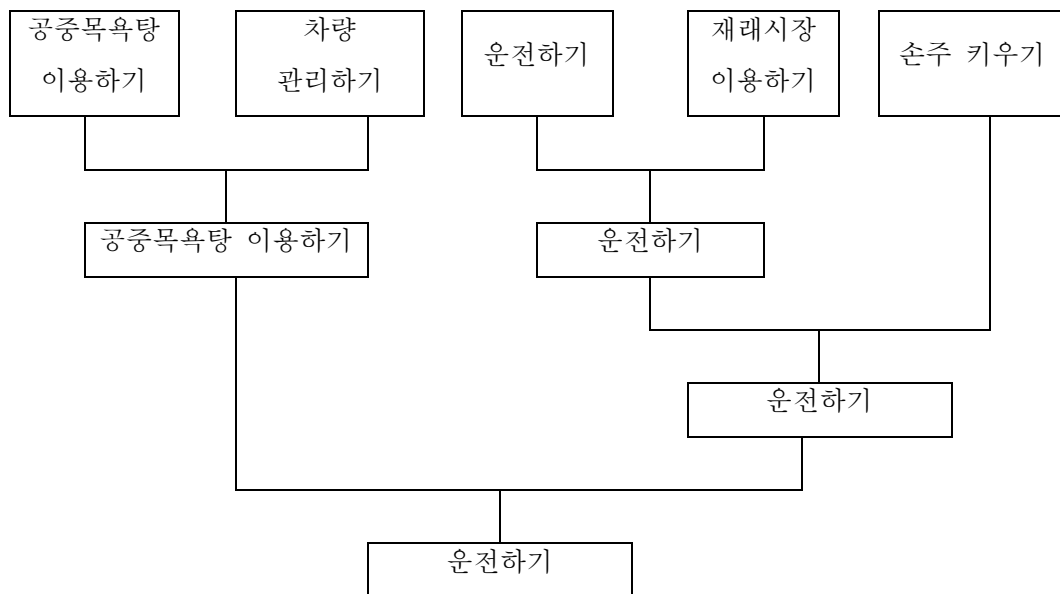 공중목욕탕
이용하기
차량
관리하기
운전하기
재래시장
이용하기
손주 키우기
공중목욕탕 이용하기
운전하기
운전하기
운전하기